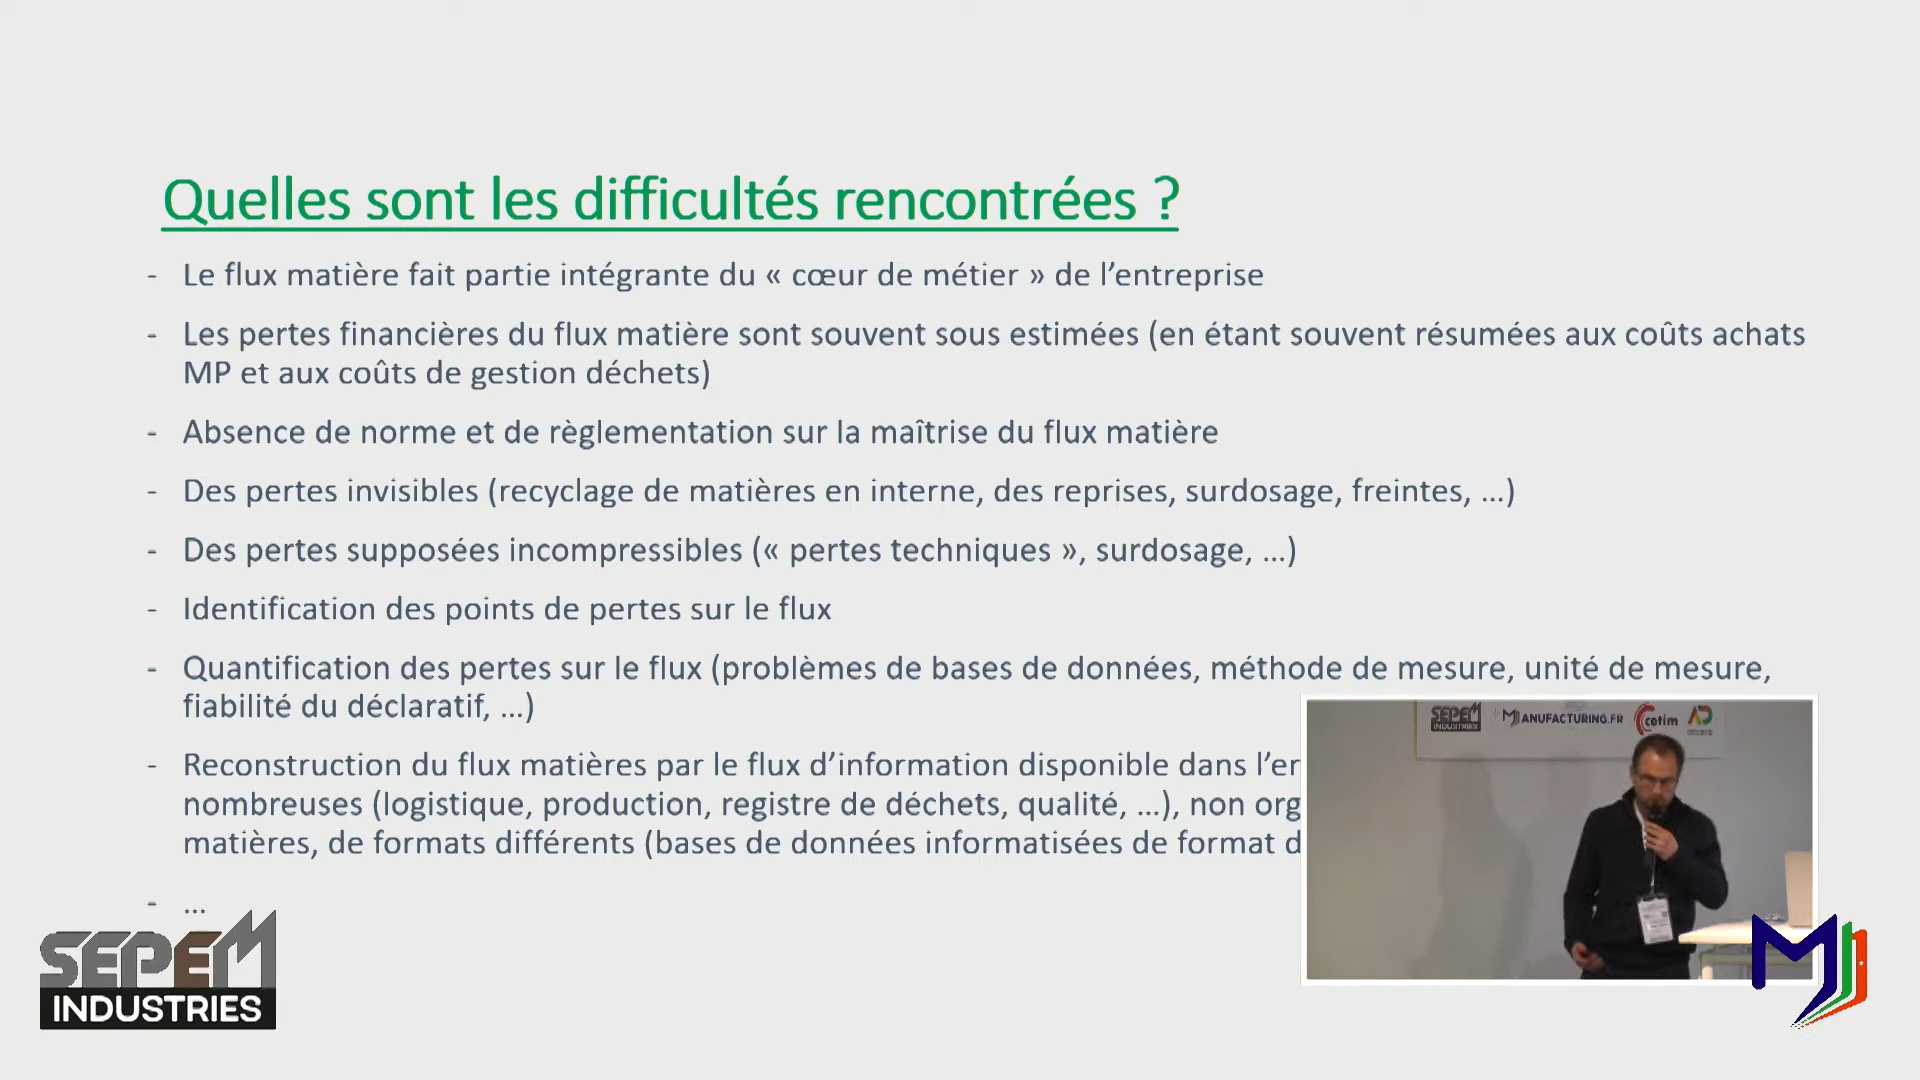 Quelles sont les difficultés rencontrées ?
- Le flux matière fait partie intégrante du « cœur de métier » de l’entreprise
- Les pertes financières du flux matière sont souvent sous estimées (en étant souvent résumées aux coûts achats
MP et aux coûts de gestion déchets)
- Absence de norme et de règlementation sur la maîtrise du flux matière
- Des pertes invisibles (recyclage de matières en interne, des reprises, surdosage, freintes, ...)
- Des pertes supposées incompressibles (« pertes techniques », surdosage, ...)
- Identification des points de pertes sur le flux
- Quantification des pertes sur le flux (problèmes de bases de données, méthode de mesure, unité de mesure,
fiabilité du déclaratif, ...)
- Reconstruction du flux matières par le flux d’information disponible dans l’
nombreuses (logistique, production, registre de déchets, qualité, ...), non
matières, de formats différents (bases de données informatisées de format
- ...
SEPEM
INDUSTRIES
SEPEM
INDUSTRIES
MANUFACTURING.FR
cetim